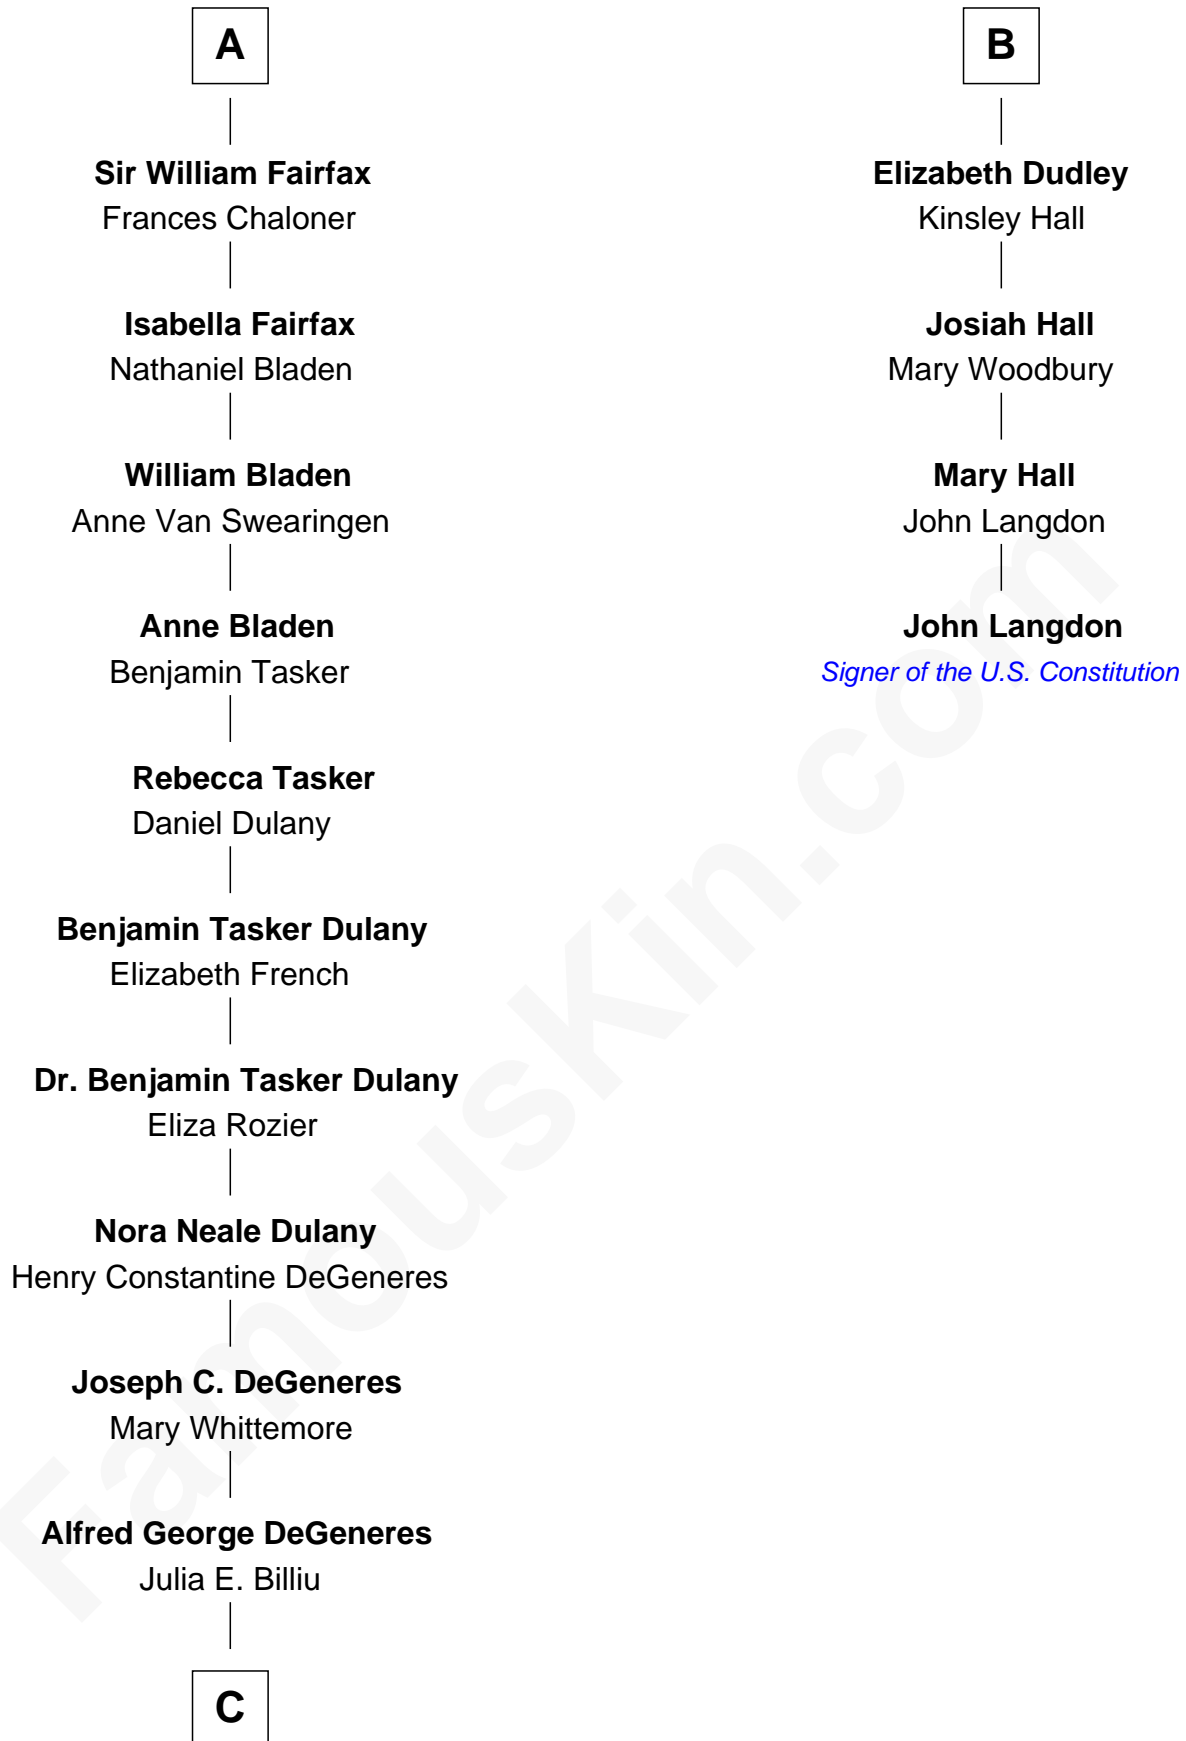 A
Sir William Fairfax
Frances Chaloner
Isabella Fairfax
Nathaniel Bladen
William Bladen
Anne Van Swearingen
Anne Bladen
Benjamin Tasker
Rebecca Tasker
Daniel Dulany
Benjamin Tasker Dulany
Elizabeth French
Dr. Benjamin Tasker Dulany
Eliza Rozier
Nora Neale Dulany
Henry Constantine DeGeneres
Joseph C. DeGeneres
Mary Whittemore
Alfred George DeGeneres
Julia E. Billiu
C
B
Elizabeth Dudley
Kinsley Hall
Josiah Hall
Mary Woodbury
Mary Hall
John Langdon
John Langdon
Signer of the U.S. Constitution
FamousKin.com